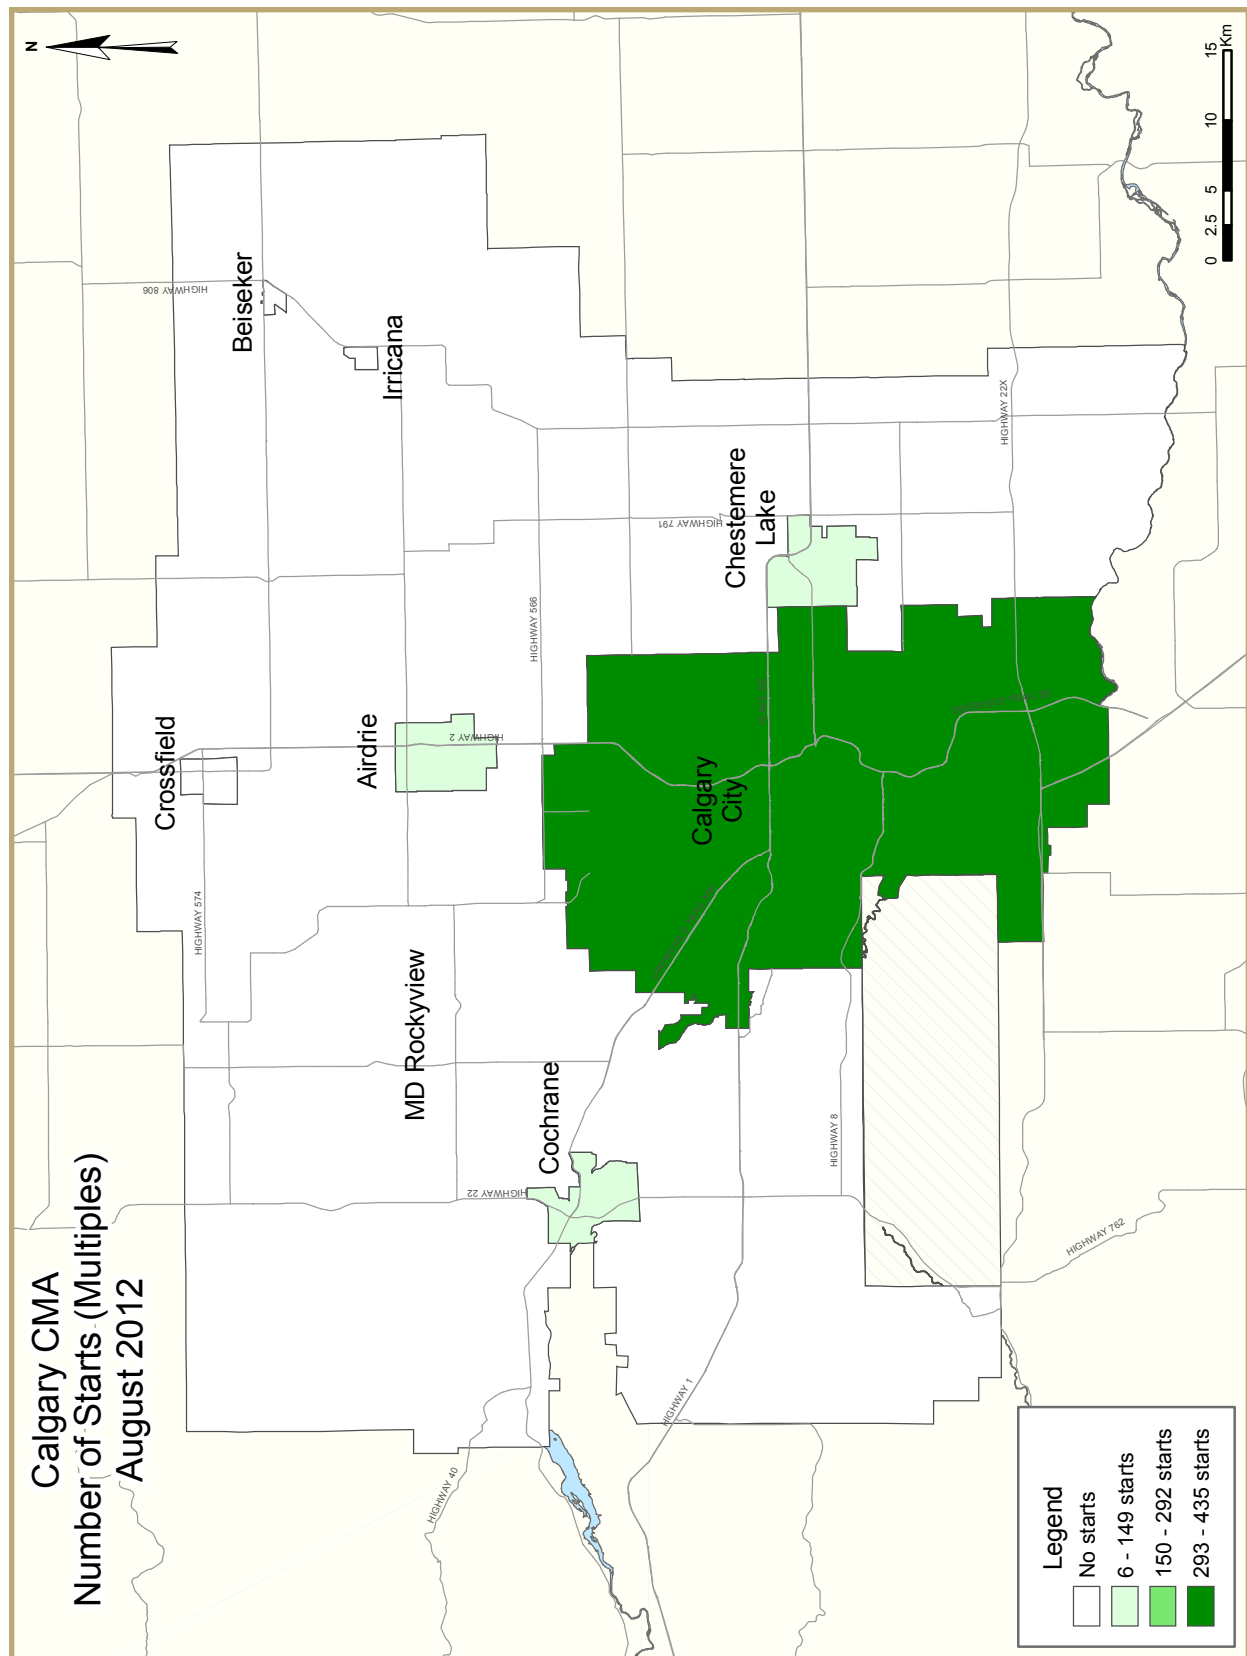 Calgary CMA
Number of Starts (Multiples)
August 2012
N
Crossfield
Beiseker
Irricana
Airdrie
MD Rockyview
Cochrane
Calgary
City
Chestemere
Lake
HIGHWAY 574
HIGHWAY 806
HIGHWAY 2
HIGHWAY 566
HIGHWAY 791
HIGHWAY 22
HIGHWAY 40
HIGHWAY 1
HIGHWAY 8
HIGHWAY 22X
HIGHWAY 762
Legend
No starts
6 - 149 starts
150 - 292 starts
293 - 435 starts
0 2.5 5 10 15
Km